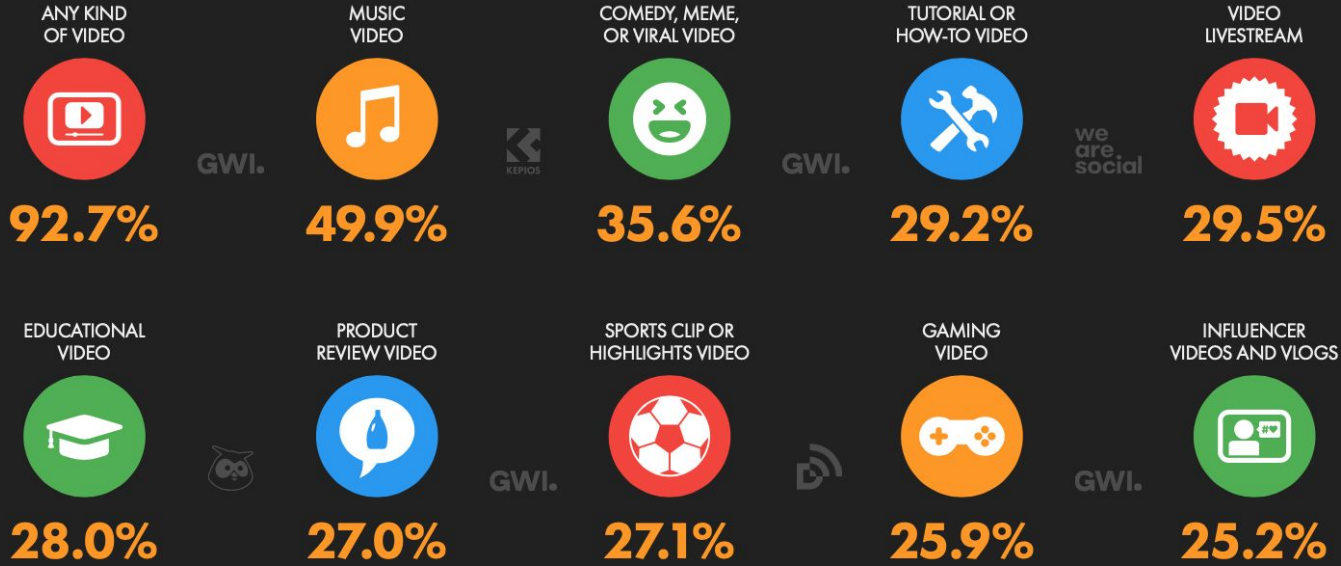 ANY KIND
OF VIDEO
MUSIC
VIDEO
COMEDY, MEME,
OR VIRAL VIDEO
TUTORIAL OR
HOW-TO VIDEO
VIDEO
LIVESTREAM
GWI.
KEPIOS
GWI.
we
are
social
92.7%
49.9%
35.6%
29.2%
29.5%
EDUCATIONAL
VIDEO
PRODUCT
REVIEW VIDEO
SPORTS CLIP OR
HIGHLIGHTS VIDEO
GAMING
VIDEO
INFLUENCER
VIDEOS AND VLOGS
#♥
GWI.
D
GWI.
28.0%
27.0%
27.1%
25.9%
25.2%